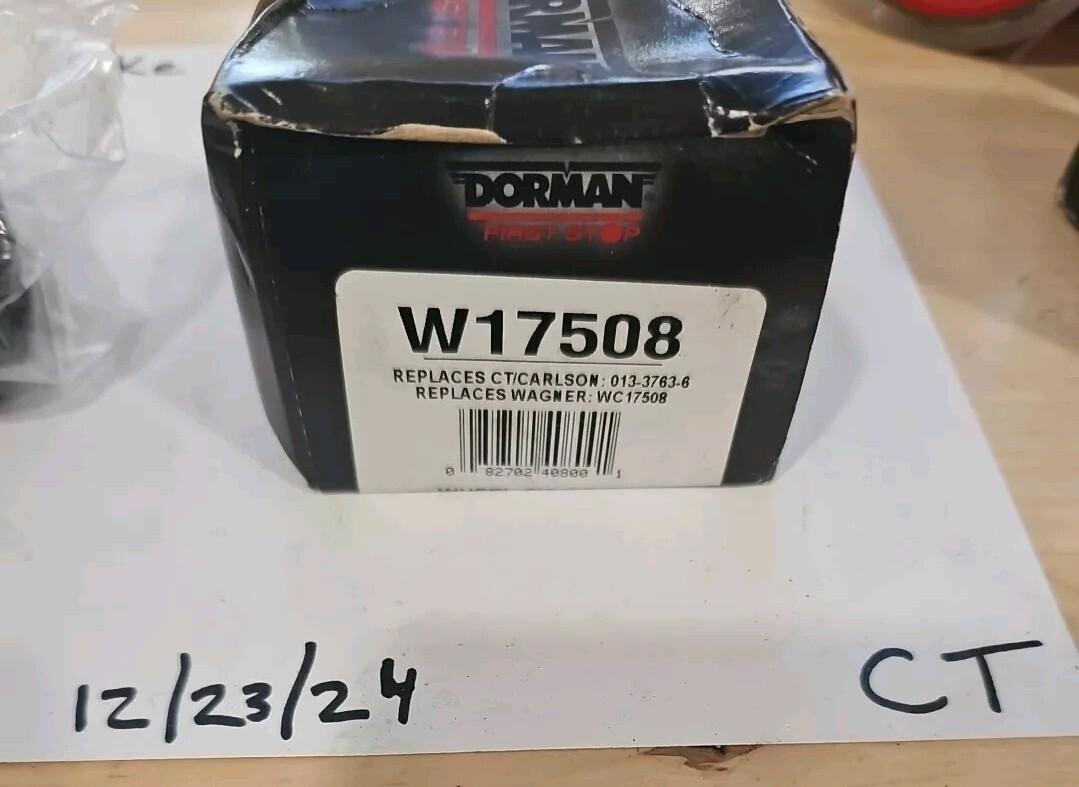 ke
DORMAN
FIRST STOP
W17508
REPLACES CT/CARLSON: 013-3763-6
REPLACES WAGNER: WC17508
0 82702 40800 1
12/23/24
CT